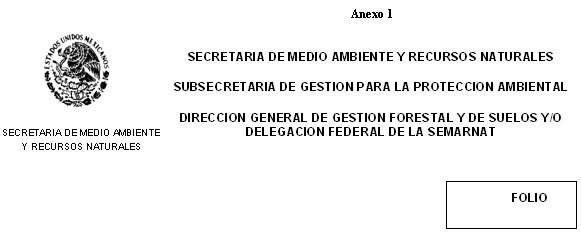 Anexo 1
ESTADOS UNIDOS MEXICANOS
SECRETARIA DE MEDIO AMBIENTE Y RECURSOS NATURALES
SUBSECRETARIA DE GESTION PARA LA PROTECCION AMBIENTAL
DIRECCION GENERAL DE GESTION FORESTAL Y DE SUELOS Y/O
DELEGACION FEDERAL DE LA SEMARNAT
SECRETARIA DE MEDIO AMBIENTE
Y RECURSOS NATURALES
FOLIO